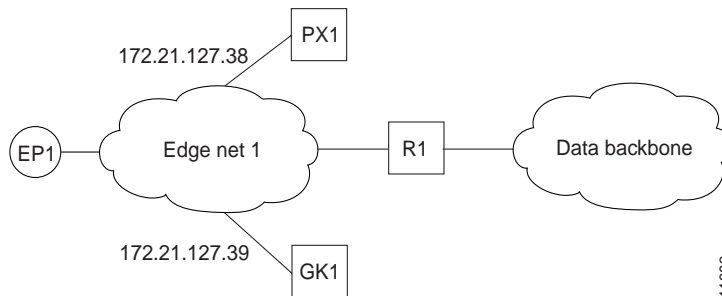 PX1
172.21.127.38
EP1
Edge net 1
R1
Data backbone
172.21.127.39
GK1